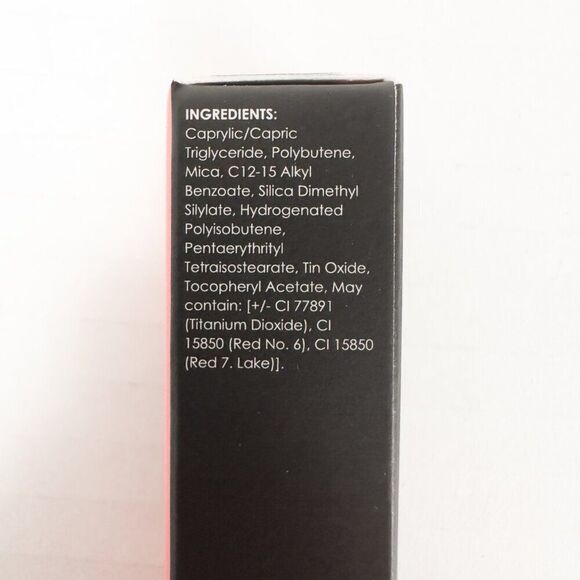 INGREDIENTS:
Caprylic/Capric
Triglyceride, Polybutene,
Mica, C12-15 Alkyl
Benzoate, Silica Dimethyl
Silylate, Hydrogenated
Polyisobutene,
Pentaerythrityl
Tetraisostearate, Tin Oxide,
Tocopheryl Acetate, May
contain: [+/- CI 77891
(Titanium Dioxide), CI
15850 (Red No. 6), CI 15850
(Red 7. Lake)].